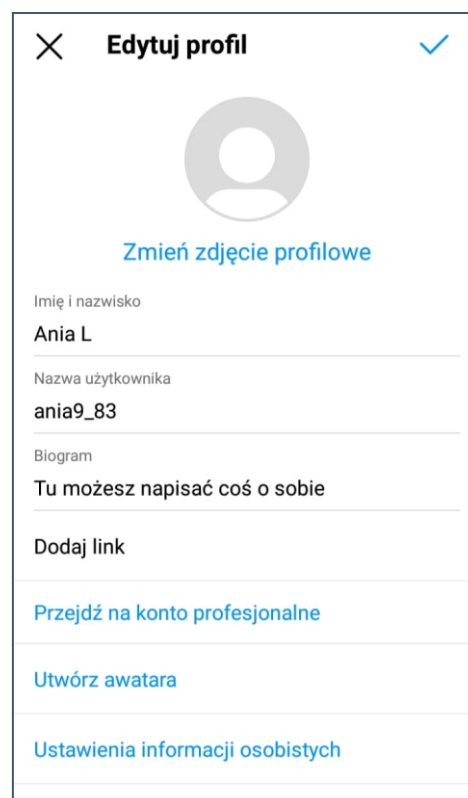 Edytuj profil
Zmień zdjęcie profilowe
Imię i nazwisko
Ania L
Nazwa użytkownika
ania9_83
Biogram
Tu możesz napisać coś o sobie
Dodaj link
Przejdź na konto profesjonalne
Utwórz awatara
Ustawienia informacji osobistych